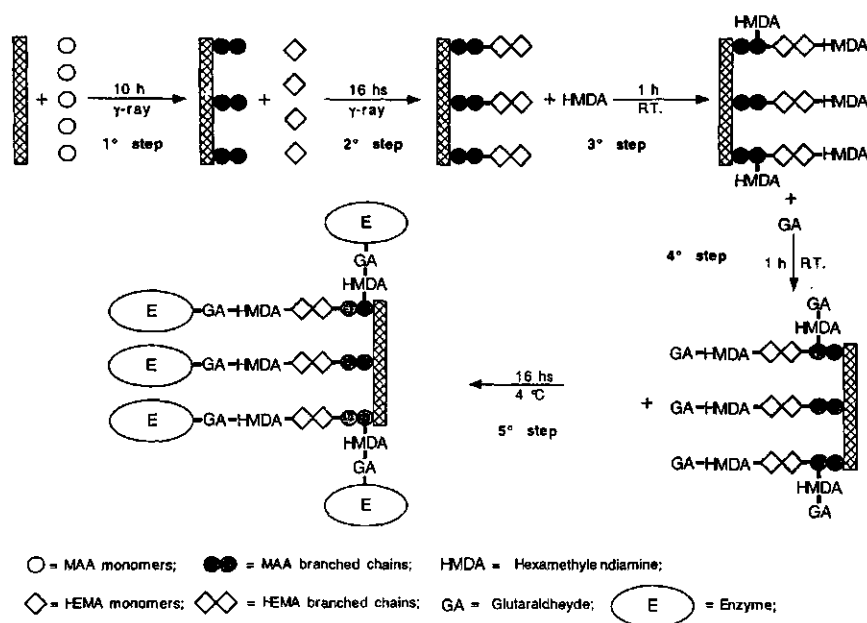 HMDA
+
10 h
γ-ray
1° step
+
16 hs
γ-ray
2° step
+ HMDA
1 h
R.T.
3° step
HMDA
HMDA
HMDA
HMDA
+
GA
4° step
1 h R.T.
E
GA
HMDA
E GA-HMDA
E GA-HMDA
E GA-HMDA
HMDA
GA
E
16 hs
4 °C
5° step
+
GA
HMDA
GA-HMDA
GA-HMDA
GA-HMDA
HMDA
GA
= MAA monomers; = MAA branched chains; HMDA = Hexamethylendiamine;
= HEMA monomers; = HEMA branched chains; GA = Glutaraldheyde; E = Enzyme;